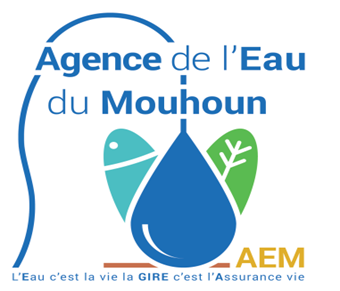 Agence de l'Eau
du Mouhoun
AEM
L'Eau c'est la vie la GIRE c'est l'Assurance vie